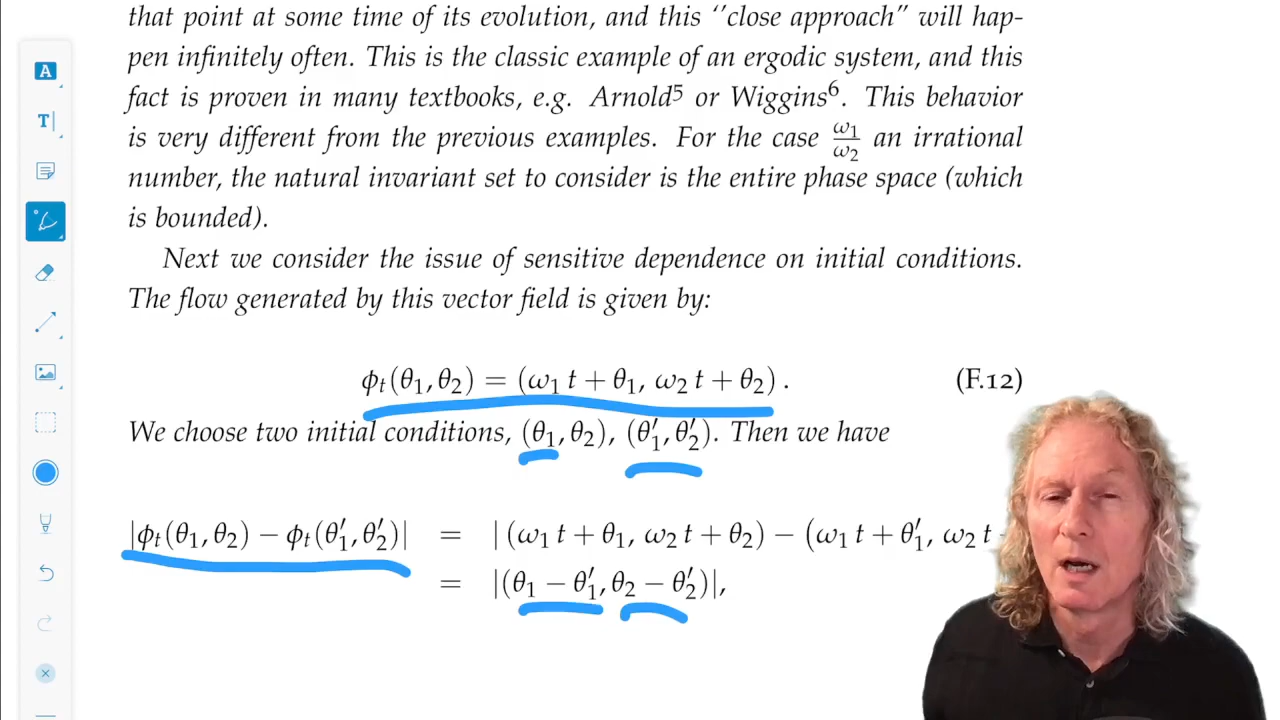 that point at some time of its evolution, and this ‘‘close approach” will hap-
pen infinitely often. This is the classic example of an ergodic system, and this
fact is proven in many textbooks, e.g. Arnold⁵ or Wiggins⁶. This behavior
is very different from the previous examples. For the case ω₁/ω₂ an irrational
number, the natural invariant set to consider is the entire phase space (which
is bounded).
Next we consider the issue of sensitive dependence on initial conditions.
The flow generated by this vector field is given by:
ϕₜ(θ₁, θ₂) = (ω₁ t + θ₁, ω₂ t + θ₂) . (F.12)
We choose two initial conditions, (θ₁, θ₂), (θ′₁, θ′₂). Then we have
|ϕₜ(θ₁, θ₂) − ϕₜ(θ′₁, θ′₂)| = | (ω₁ t + θ₁, ω₂ t + θ₂) − (ω₁ t + θ′₁, ω₂ t
= |(θ₁ − θ′₁, θ₂ − θ′₂)|,
A
T